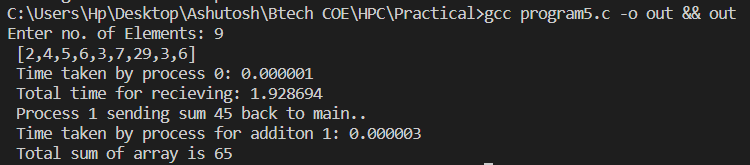 C:\Users\Hp\Desktop\Ashutosh\Btech COE\HPC\Practical>gcc program5.c -o out && out
Enter no. of Elements: 9
[2,4,5,6,3,7,29,3,6]
Time taken by process 0: 0.000001
Total time for recieving: 1.928694
Process 1 sending sum 45 back to main..
Time taken by process for additon 1: 0.000003
Total sum of array is 65